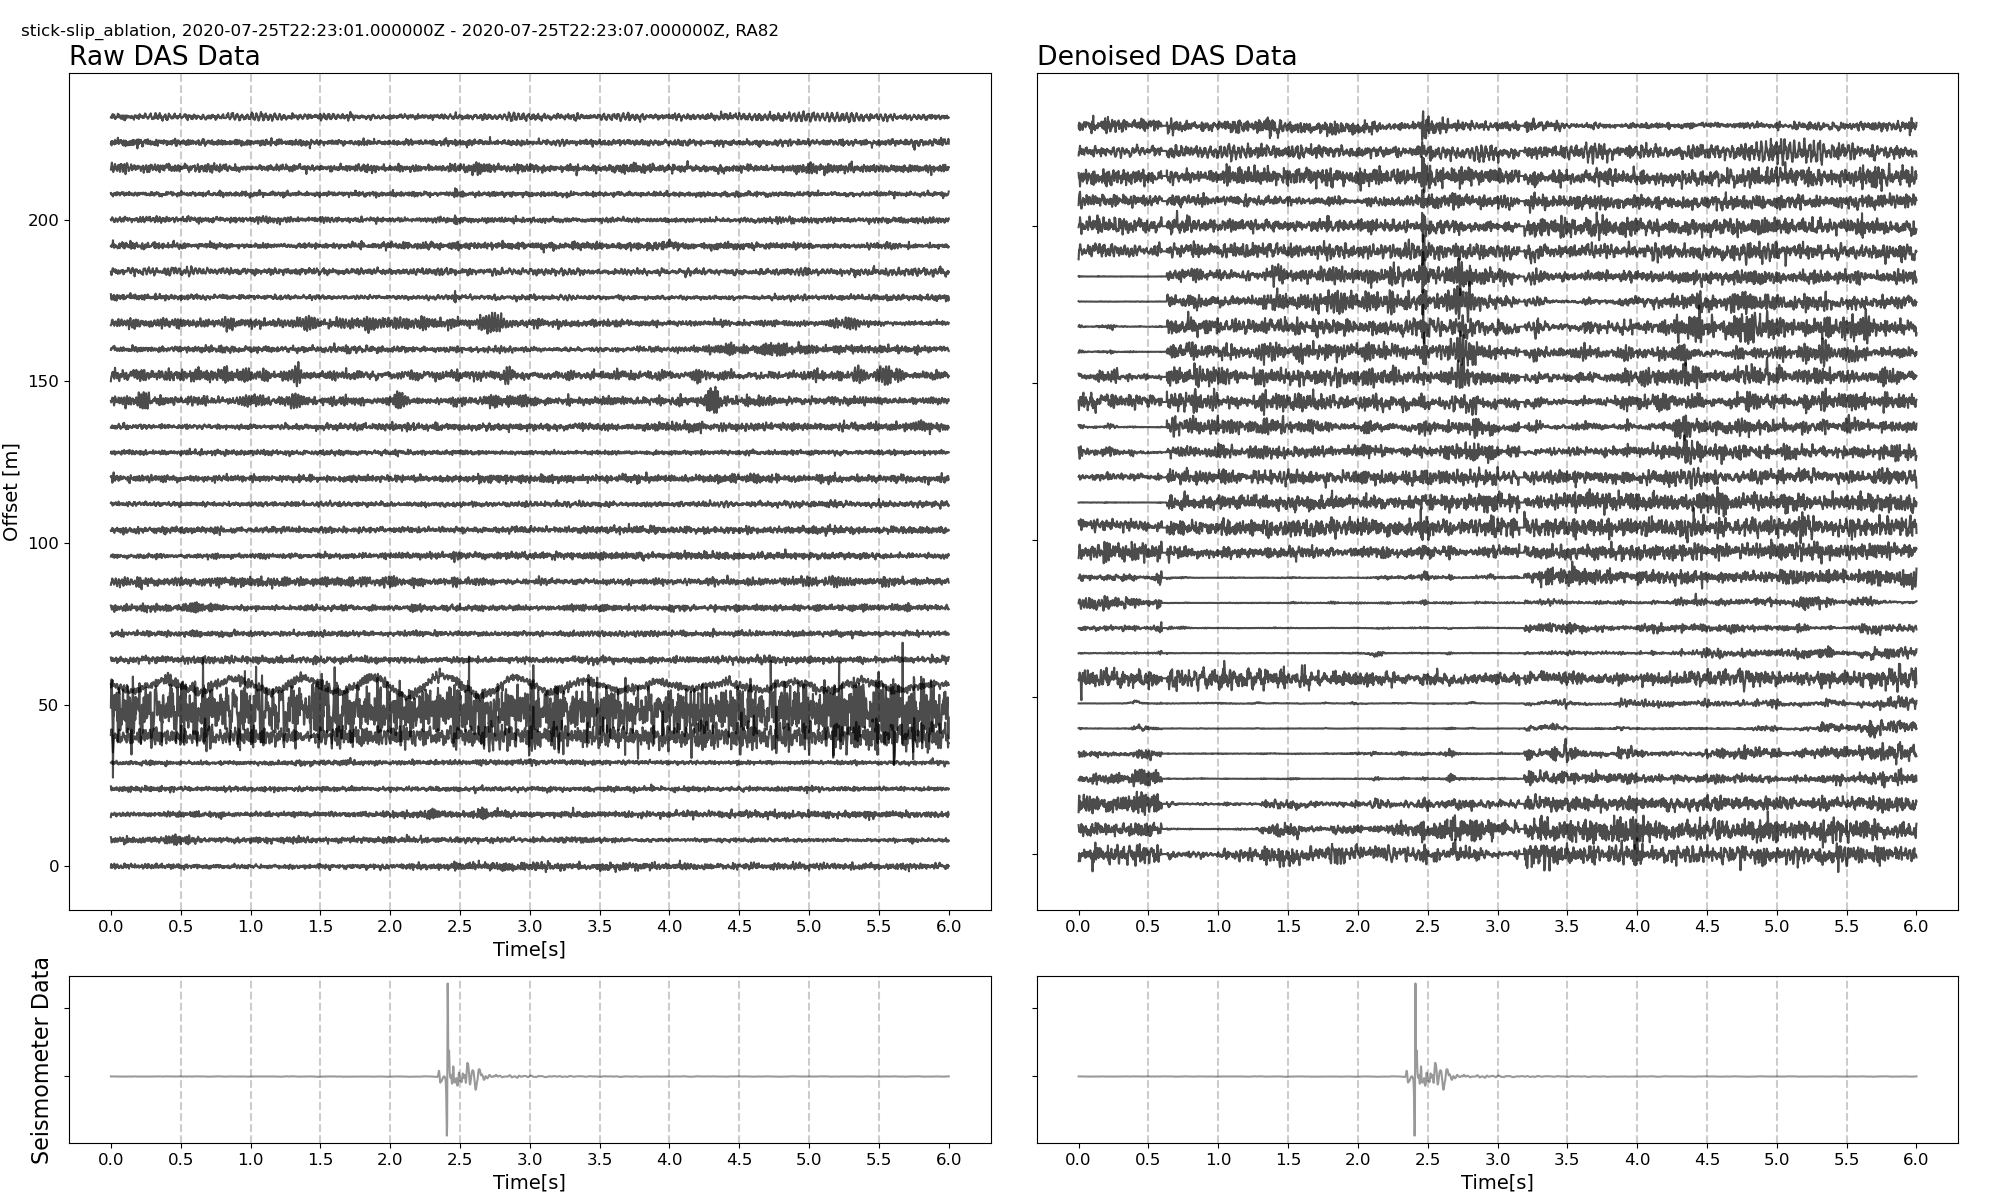 stick-slip_ablation, 2020-07-25T22:23:01.000000Z - 2020-07-25T22:23:07.000000Z, RA82
Raw DAS Data
Denoised DAS Data
Offset [m]
200
150
100
50
0
0.0 0.5 1.0 1.5 2.0 2.5 3.0 3.5 4.0 4.5 5.0 5.5 6.0
Time[s]
0.0 0.5 1.0 1.5 2.0 2.5 3.0 3.5 4.0 4.5 5.0 5.5 6.0
Seismometer Data
0.0 0.5 1.0 1.5 2.0 2.5 3.0 3.5 4.0 4.5 5.0 5.5 6.0
Time[s]
0.0 0.5 1.0 1.5 2.0 2.5 3.0 3.5 4.0 4.5 5.0 5.5 6.0
Time[s]